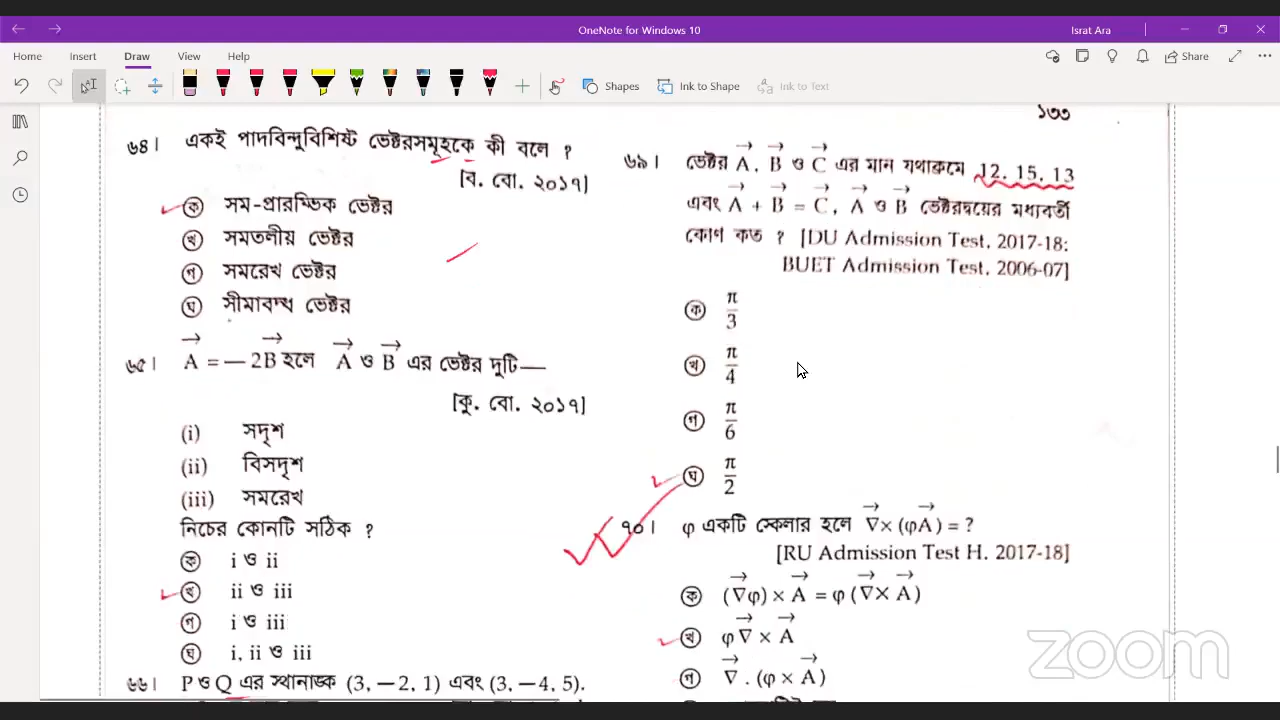 OneNote for Windows 10
Israt Ara
Home Insert Draw View Help
Share
Shapes
Ink to Shape
Ink to Text
১৩৩
৬৪। একই পাদবিন্দুবিশিষ্ট ভেক্টরসমূহকে কী বলে ?
[ব. বো. ২০১৭]
ক সম-প্রারম্ভিক ভেক্টর
খ সমতলীয় ভেক্টর
গ সমরেখ ভেক্টর
ঘ সীমাবদ্ধ ভেক্টর
৬৫। A⃗ = − 2B⃗ হলে A⃗ ও B⃗ এর ভেক্টর দুটি—
[কু. বো. ২০১৭]
(i) সদৃশ
(ii) বিসদৃশ
(iii) সমরেখ
নিচের কোনটি সঠিক ?
ক i ও ii
খ ii ও iii
গ i ও iii
ঘ i, ii ও iii
৬৬। P ও Q এর স্থানাঙ্ক (3, −2, 1) এবং (3, −4, 5).
৬৯। ভেক্টর A⃗, B⃗ ও C⃗ এর মান যথাক্রমে 12, 15, 13
এবং A⃗ + B⃗ = C⃗, A⃗ ও B⃗ ভেক্টরদ্বয়ের মধ্যবর্তী
কোণ কত ? [DU Admission Test, 2017-18;
BUET Admission Test, 2006-07]
ক π/3
খ π/4
গ π/6
ঘ π/2
৭০। φ একটি স্কেলার হলে ∇⃗× (φA⃗) = ?
[RU Admission Test H. 2017-18]
ক (∇⃗φ) × A⃗ = φ (∇⃗× A⃗)
খ φ∇⃗ × A⃗
গ ∇⃗ . (φ × A⃗)
zoom